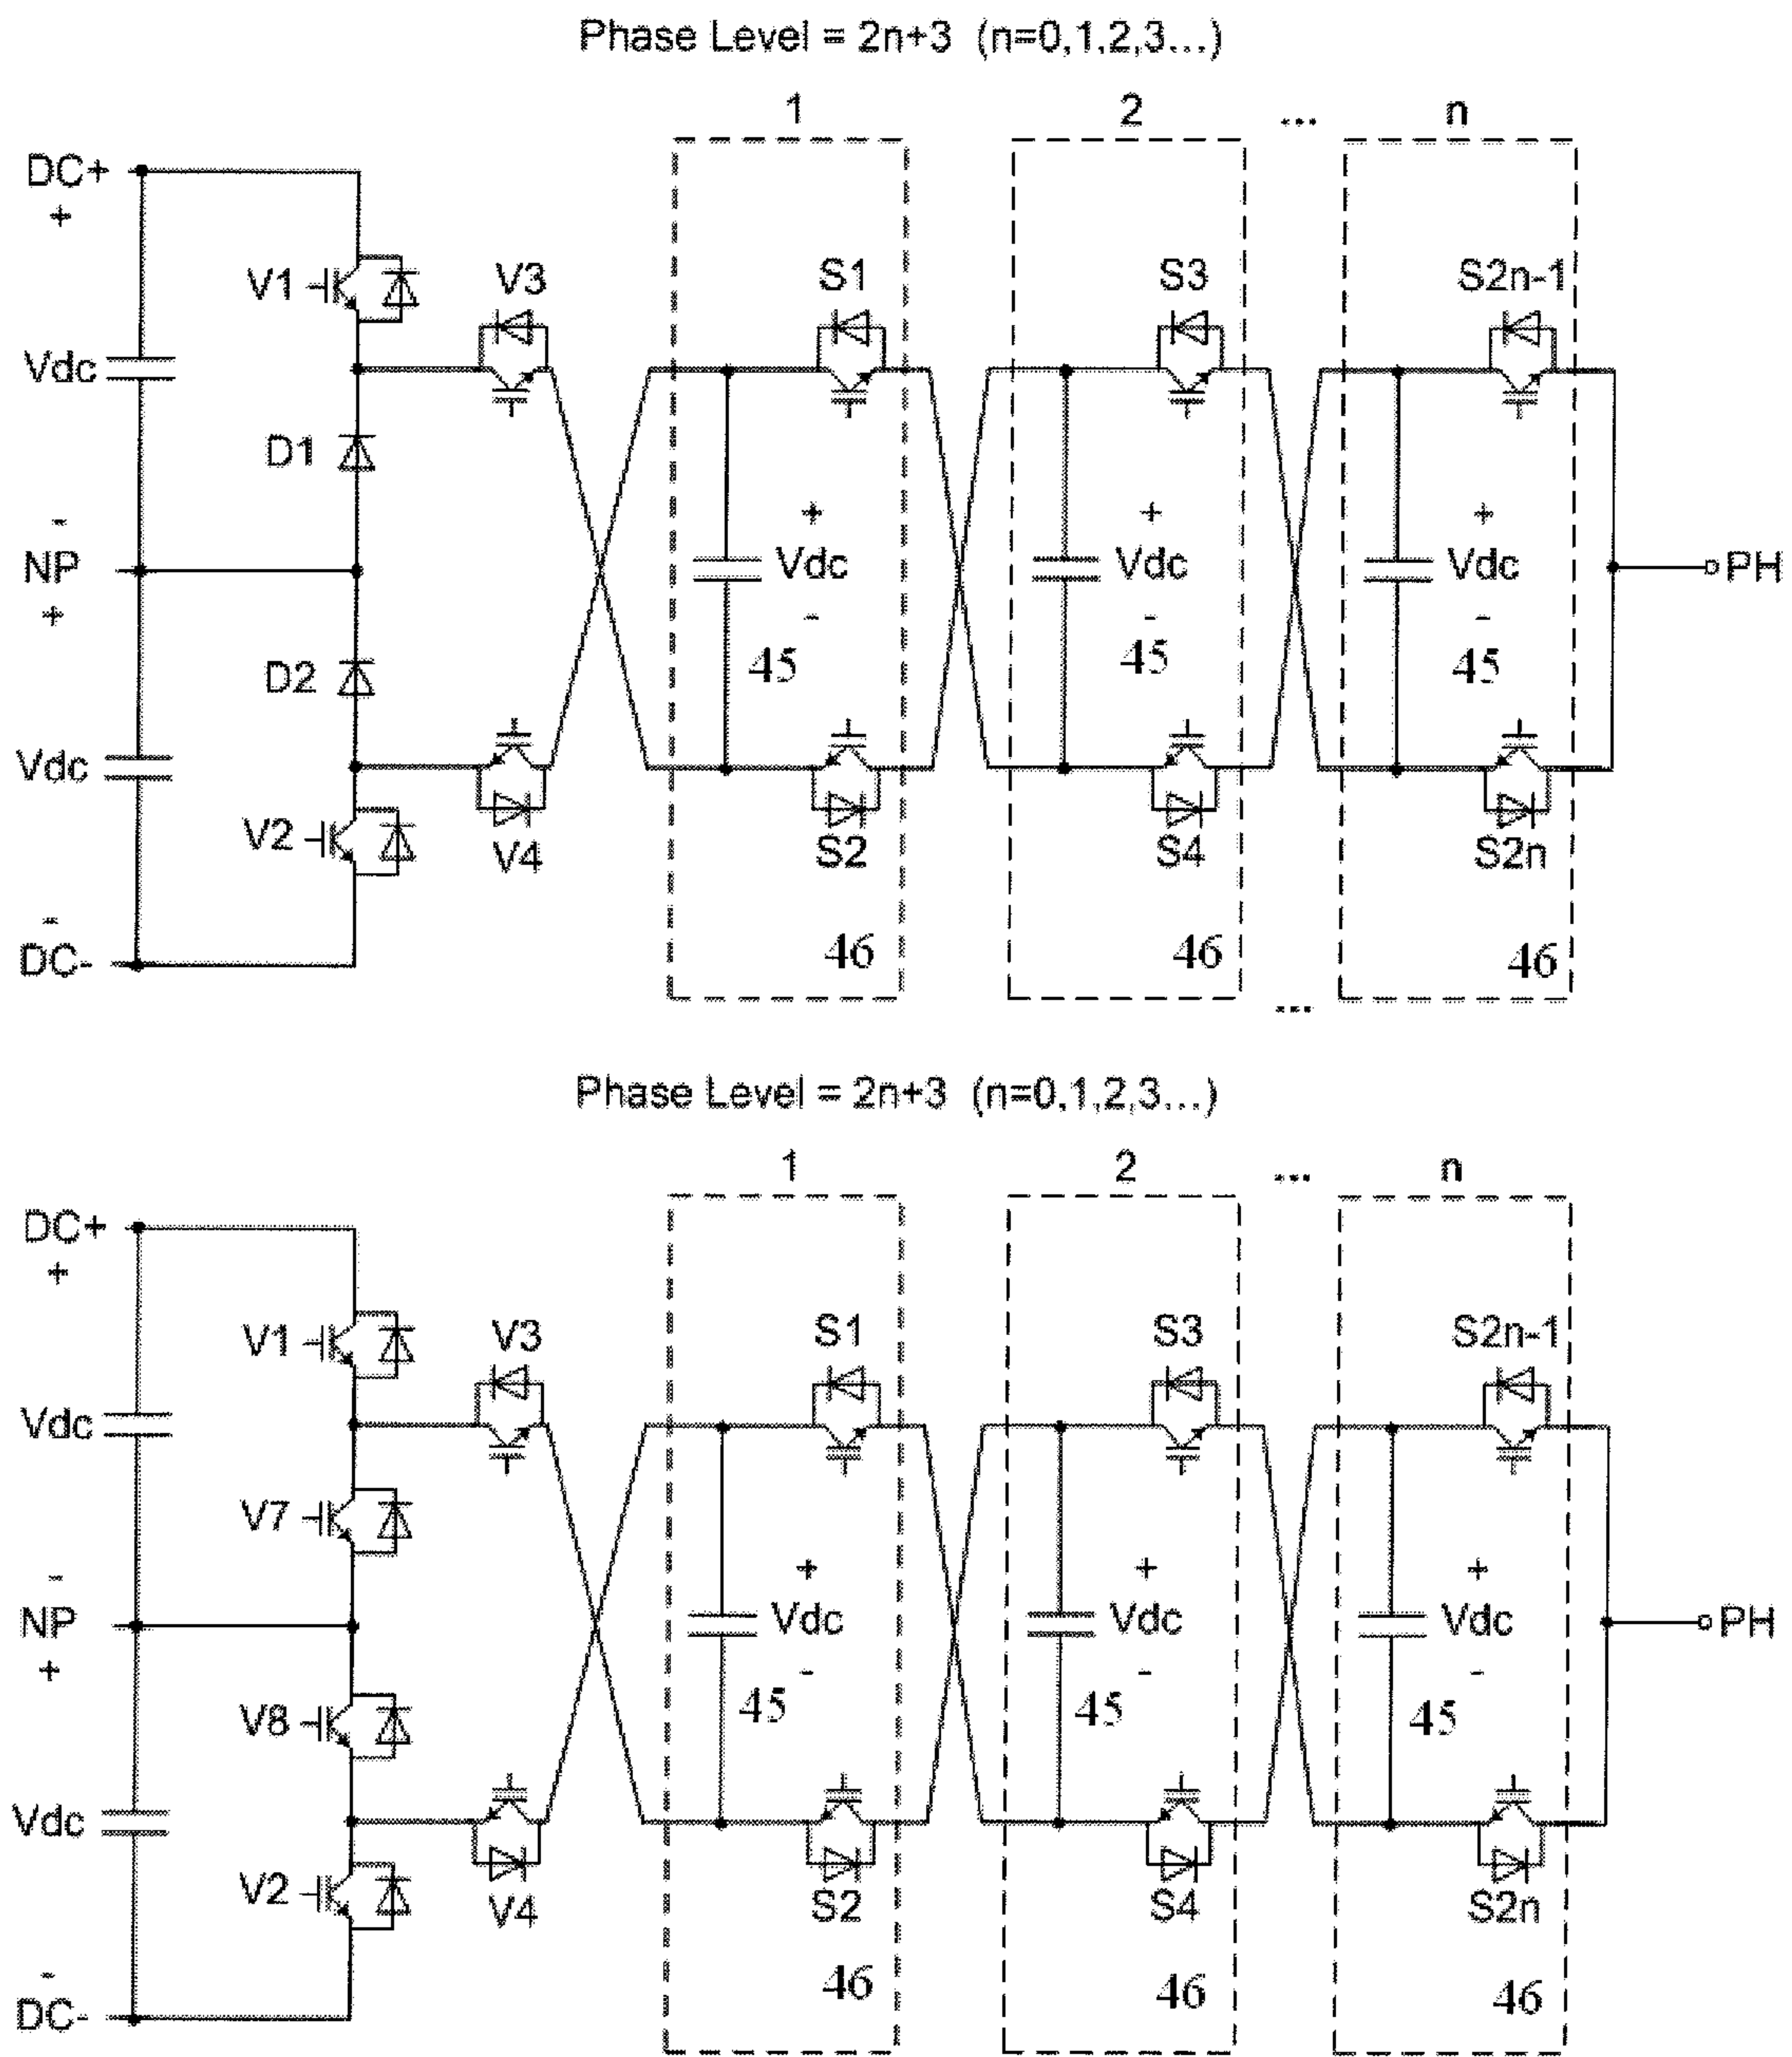 Phase Level = 2n+3 (n=0,1,2,3...)
1 2 ... n
DC+
+
V1
V3
S1
S3
S2n-1
Vdc
D1
-
NP
+
+
Vdc
-
45
+
Vdc
-
45
+
Vdc
-
45
PH
D2
Vdc
V2
V4
S2
S4
S2n
-
DC-
46
46
46
...
Phase Level = 2n+3 (n=0,1,2,3...)
1 2 ... n
DC+
+
V1
V3
S1
S3
S2n-1
Vdc
V7
-
NP
+
+
Vdc
-
45
+
Vdc
-
45
+
Vdc
-
45
PH
V8
Vdc
V2
V4
S2
S4
S2n
-
DC-
46
46
46